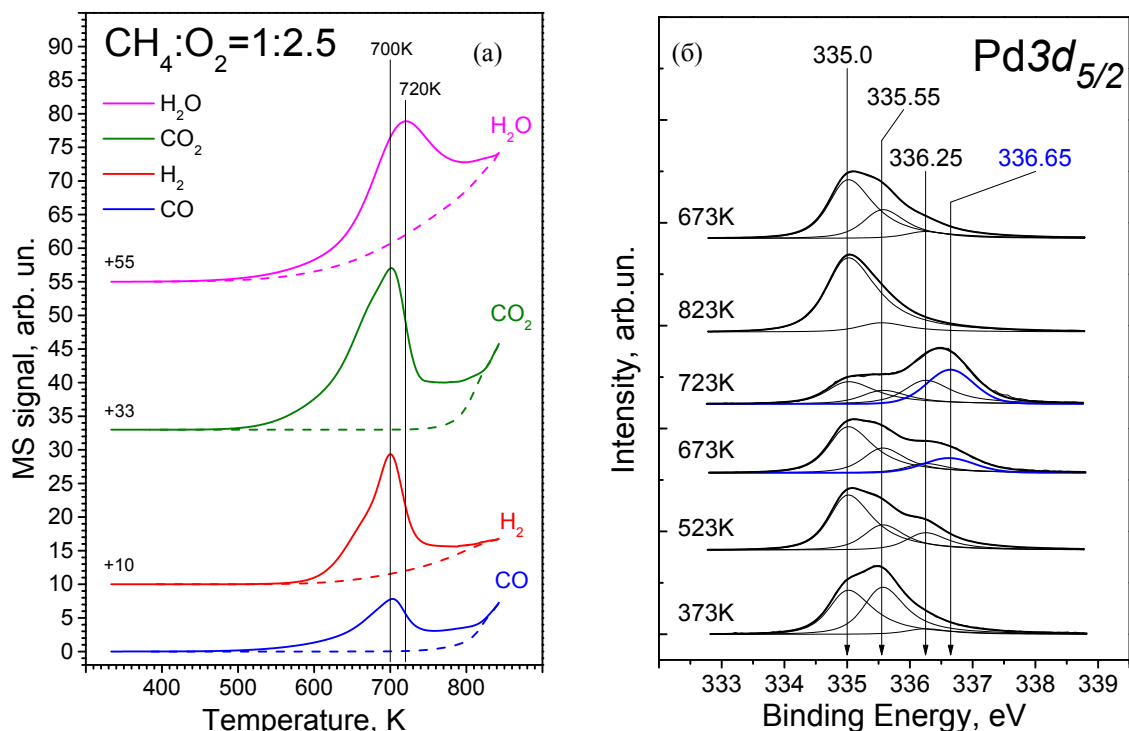 CH₄:O₂=1:2.5
(а)
700K
720K
H₂O
CO₂
H₂
CO
H₂O
CO₂
H₂
CO
+55
+33
+10
90
85
80
75
70
65
60
55
50
45
40
35
30
25
20
15
10
5
0
MS signal, arb. un.
400 500 600 700 800
Temperature, K
(б)
Pd3d₅/₂
335.0
335.55
336.25
336.65
673K
823K
723K
673K
523K
373K
Intensity, arb.un.
333 334 335 336 337 338 339
Binding Energy, eV